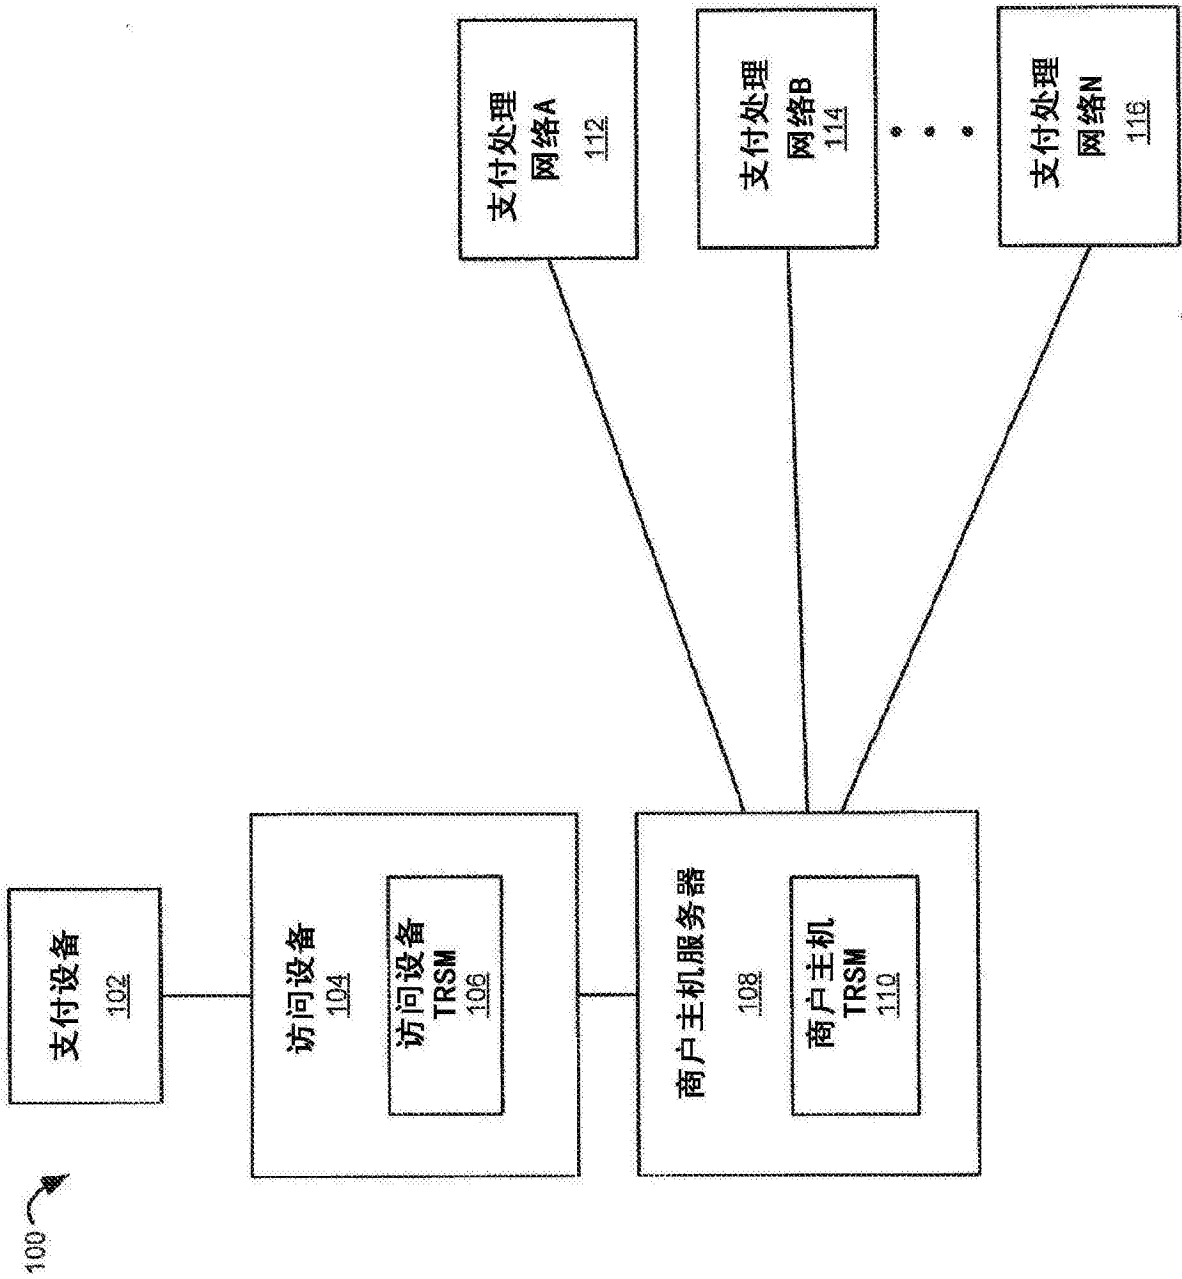 100
支付设备
102
访问设备
104
访问设备
TRSM
106
商户主机服务器
108
商户主机
TRSM
110
支付处理
网络A
112
支付处理
网络B
114
支付处理
网络N
116